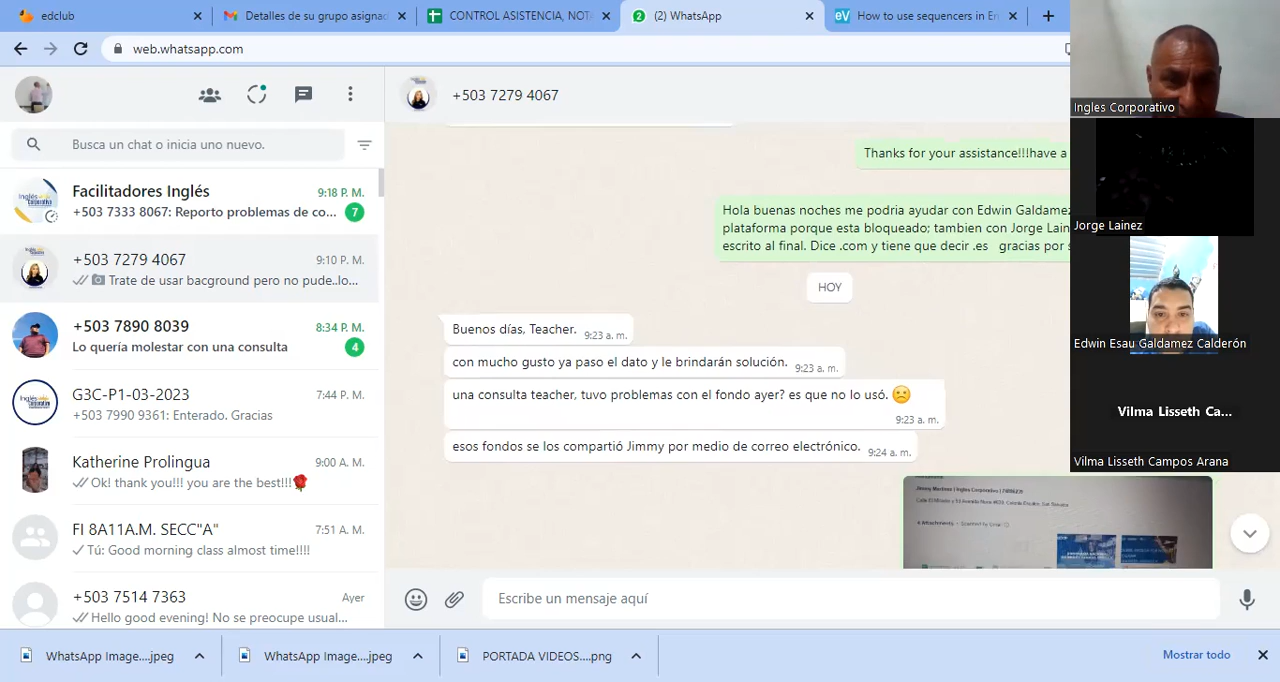 edclub
Detalles de su grupo asignad
CONTROL ASISTENCIA, NOT
(2) WhatsApp
How to use sequencers in En
web.whatsapp.com
+503 7279 4067
Busca un chat o inicia uno nuevo.
Facilitadores Inglés
9:18 P. M.
+503 7333 8067: Reporto problemas de co...
7
+503 7279 4067
9:10 P. M.
Trate de usar bacground pero no pude..lo...
+503 7890 8039
8:34 P. M.
Lo quería molestar con una consulta
4
G3C-P1-03-2023
7:44 P. M.
+503 7990 9361: Enterado. Gracias
Katherine Prolingua
9:00 A. M.
Ok! thank you!!! you are the best!!!
FI 8A11A.M. SECC"A"
7:51 A. M.
Tú: Good morning class almost time!!!!
+503 7514 7363
Ayer
Hello good evening! No se preocupe usual...
Thanks for your assistance!!!have a
Hola buenas noches me podria ayudar con Edwin Galdamez
plataforma porque esta bloqueado; tambien con Jorge Lain
escrito al final. Dice .com y tiene que decir .es gracias por s
HOY
Buenos días, Teacher.
9:23 a. m.
con mucho gusto ya paso el dato y le brindarán solución.
9:23 a. m.
una consulta teacher, tuvo problemas con el fondo ayer? es que no lo usó.
9:23 a. m.
esos fondos se los compartió Jimmy por medio de correo electrónico.
9:24 a. m.
Escribe un mensaje aquí
Ingles Corporativo
Jorge Lainez
Edwin Esau Galdamez Calderón
Vilma Lisseth Ca...
Vilma Lisseth Campos Arana
WhatsApp Image....jpeg
WhatsApp Image....jpeg
PORTADA VIDEOS....png
Mostrar todo